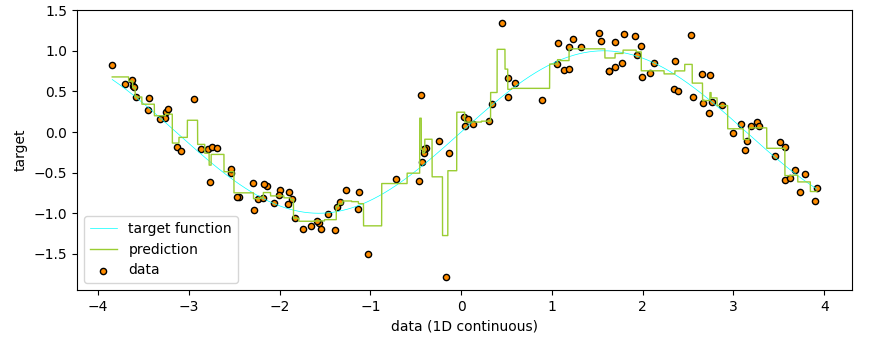 1.5
1.0
0.5
0.0
−0.5
−1.0
−1.5
target
target function
prediction
data
−4 −3 −2 −1 0 1 2 3 4
data (1D continuous)